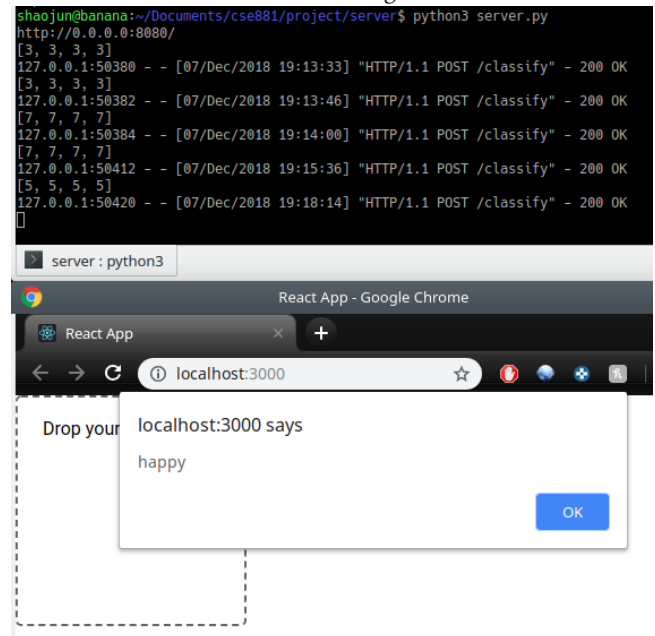 shaojun@banana:~/Documents/cse881/project/server$ python3 server.py
http://0.0.0.0:8080/
[3, 3, 3, 3]
127.0.0.1:50380 - - [07/Dec/2018 19:13:33] "HTTP/1.1 POST /classify" - 200 OK
[3, 3, 3, 3]
127.0.0.1:50382 - - [07/Dec/2018 19:13:46] "HTTP/1.1 POST /classify" - 200 OK
[7, 7, 7, 7]
127.0.0.1:50384 - - [07/Dec/2018 19:14:00] "HTTP/1.1 POST /classify" - 200 OK
[7, 7, 7, 7]
127.0.0.1:50412 - - [07/Dec/2018 19:15:36] "HTTP/1.1 POST /classify" - 200 OK
[5, 5, 5, 5]
127.0.0.1:50420 - - [07/Dec/2018 19:18:14] "HTTP/1.1 POST /classify" - 200 OK
server : python3
React App - Google Chrome
React App
localhost:3000
Drop your
localhost:3000 says
happy
OK